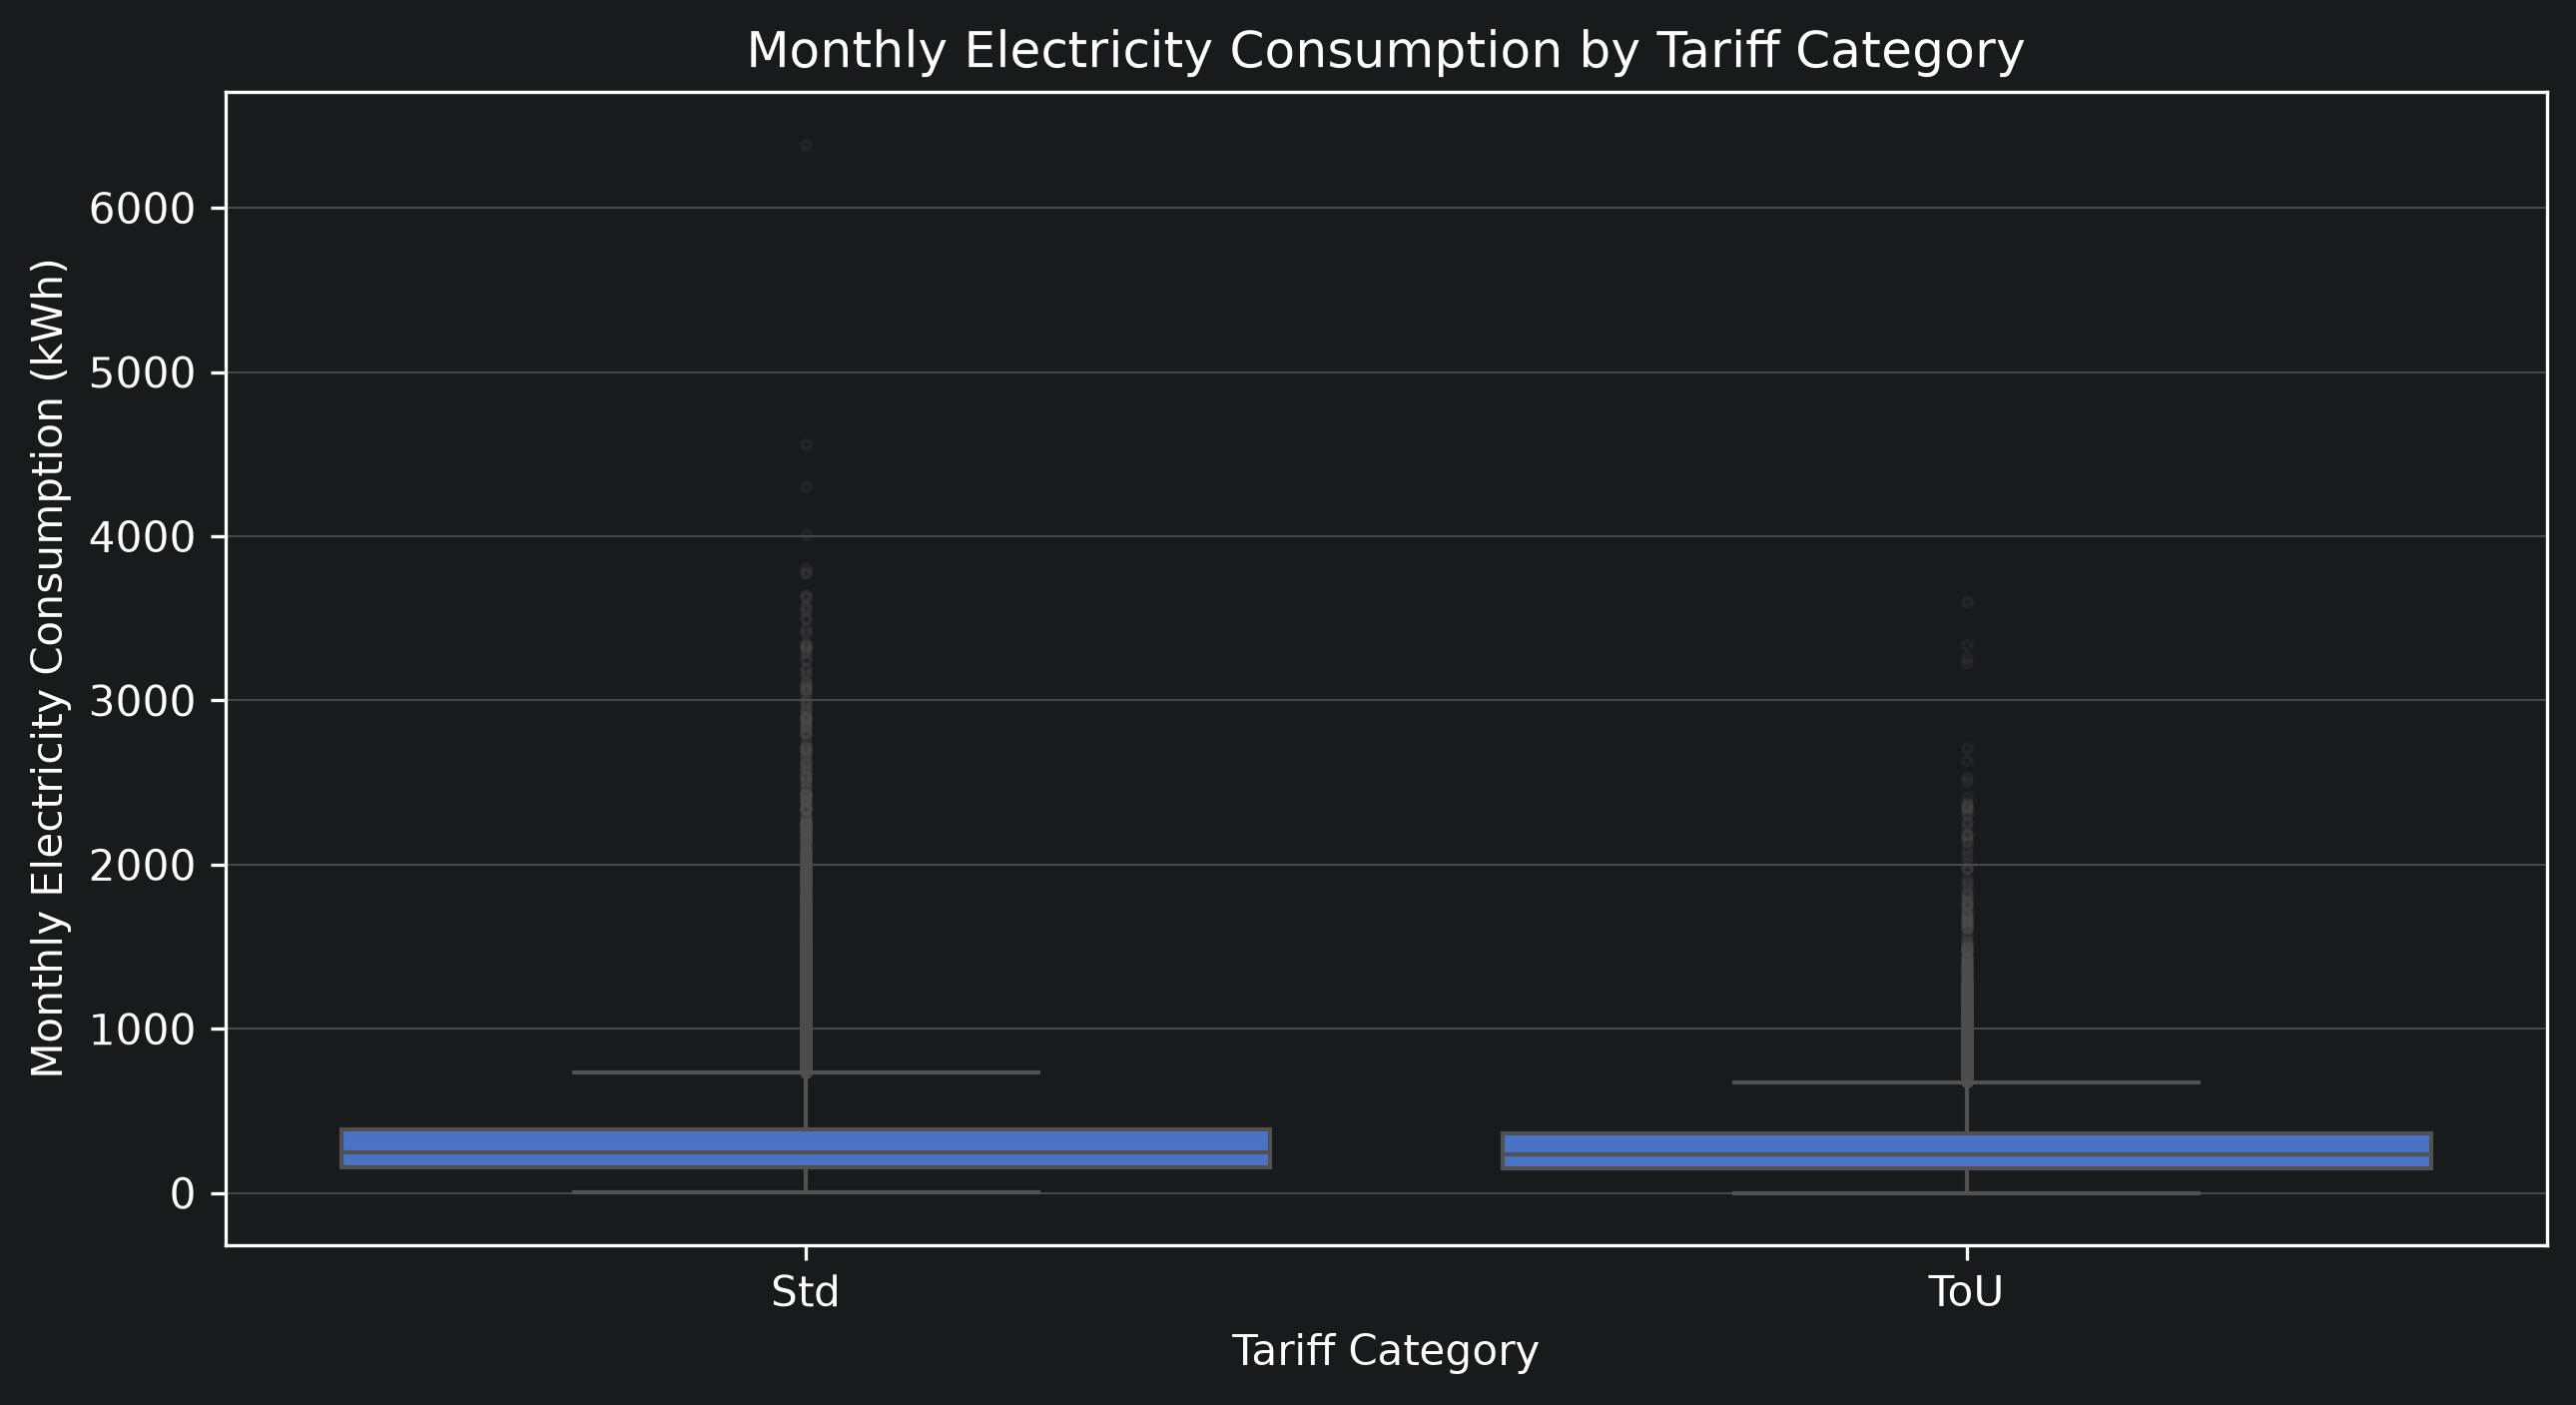 Monthly Electricity Consumption by Tariff Category
Monthly Electricity Consumption (kWh)
6000
5000
4000
3000
2000
1000
0
Std
ToU
Tariff Category